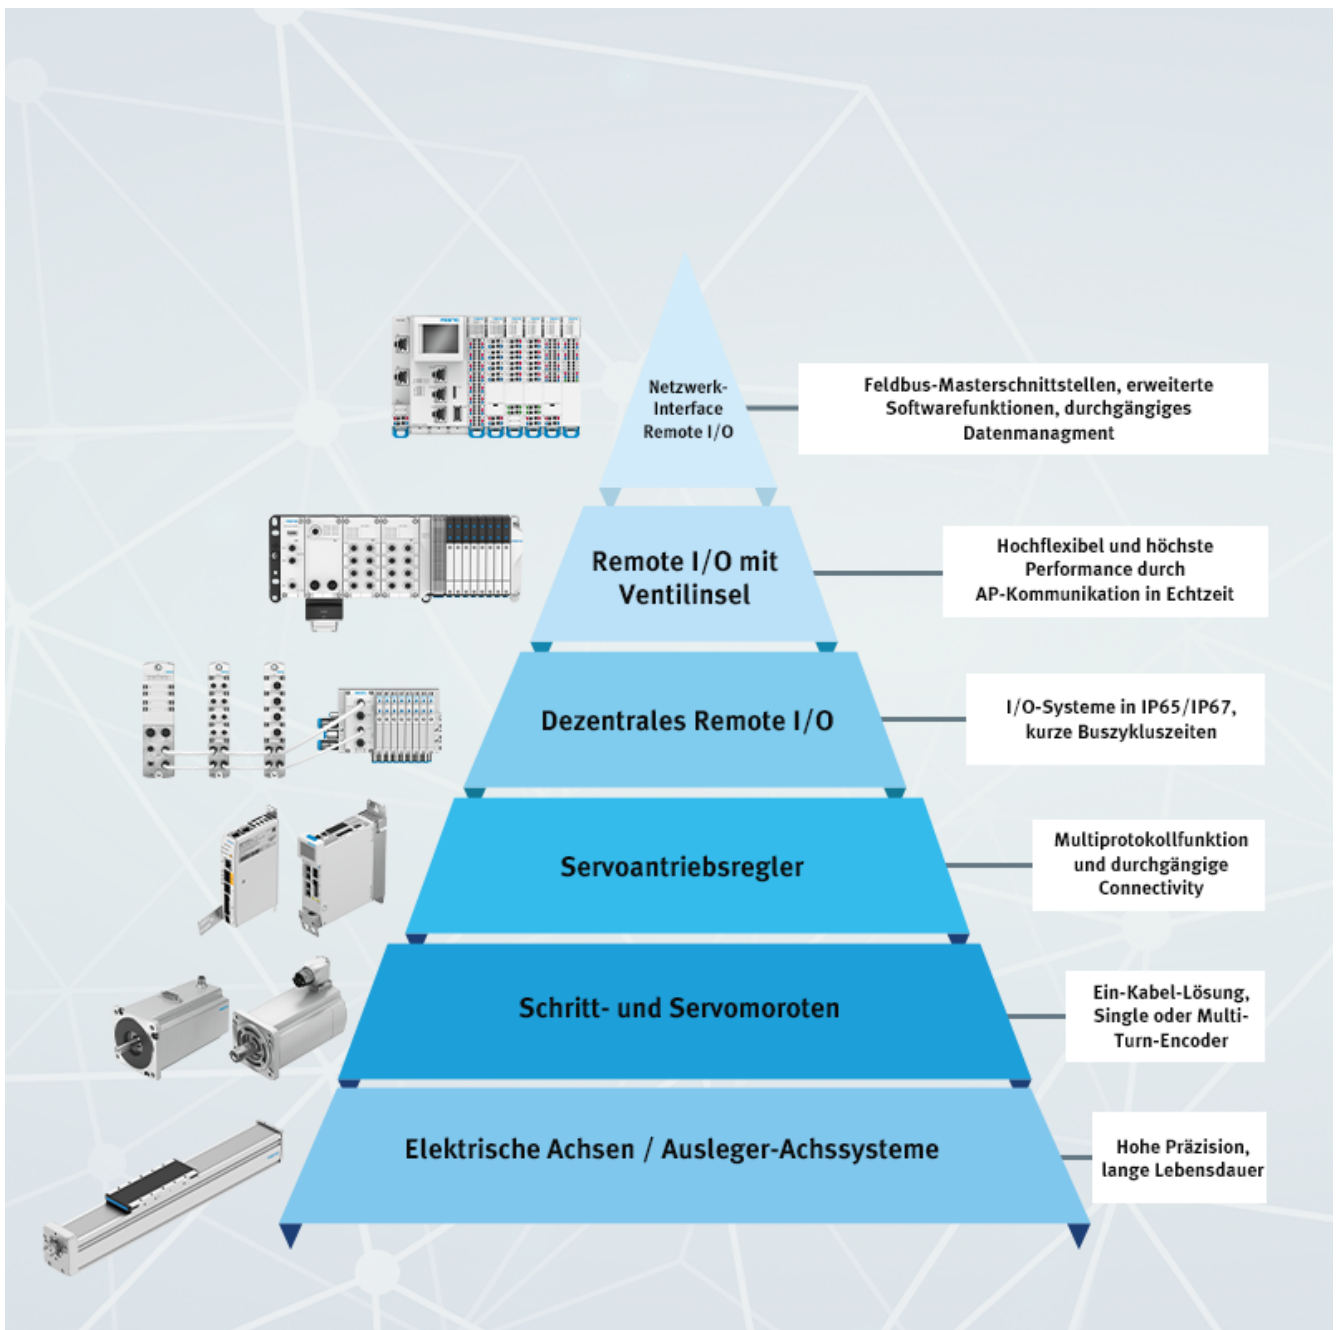 Netzwerk-
Interface
Remote I/O
Feldbus-Masterschnittstellen, erweiterte
Softwarefunktionen, durchgängiges
Datenmanagment
Remote I/O mit
Ventilinsel
Hochflexibel und höchste
Performance durch
AP-Kommunikation in Echtzeit
Dezentrales Remote I/O
I/O-Systeme in IP65/IP67,
kurze Buszykluszeiten
Servoantriebsregler
Multiprotokollfunktion
und durchgängige
Connectivity
Schritt- und Servomoroten
Ein-Kabel-Lösung,
Single oder Multi-
Turn-Encoder
Elektrische Achsen / Ausleger-Achssysteme
Hohe Präzision,
lange Lebensdauer